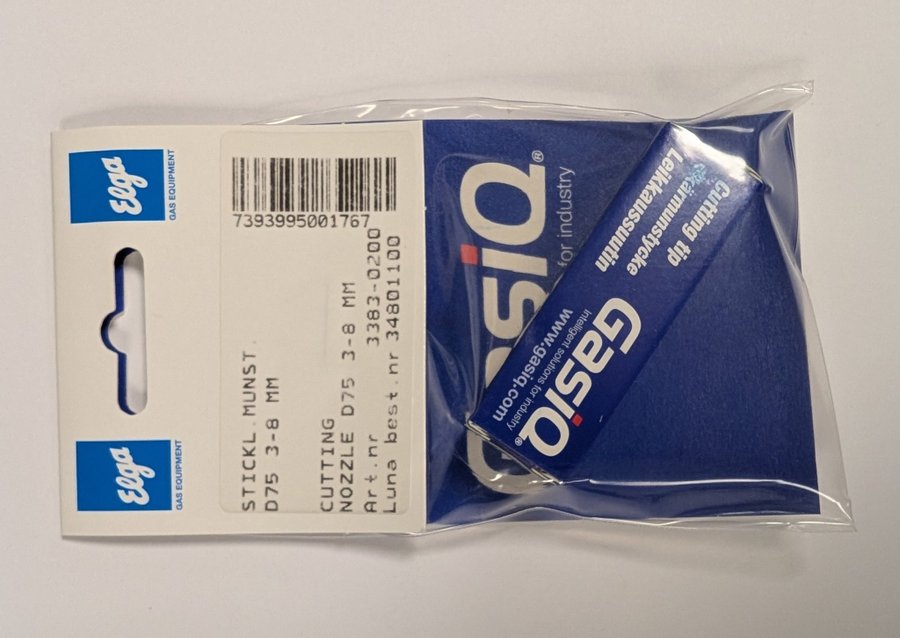 Elga
GAS EQUIPMENT
Elga
GAS EQUIPMENT
7393995001767
STICKL.MUNST.
D75 3-8 MM
CUTTING
NOZZLE D75 3-8 MM
Art.nr 3383-0200
Luna best.nr 34801100
GasiQ®
for industry
Cutting tip
Skärmunstycke
Leikkaussuutin
GasiQ®
Intelligent solutions for industry
www.gasiq.com